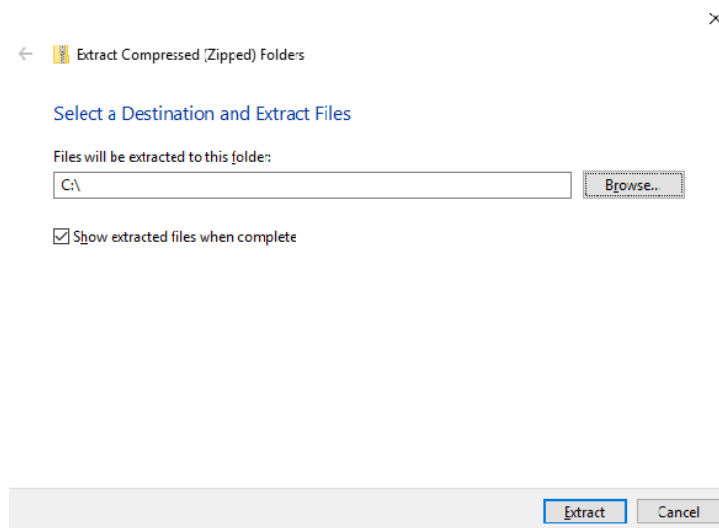 Extract Compressed (Zipped) Folders
Select a Destination and Extract Files
Files will be extracted to this folder:
C:\
Browse...
Show extracted files when complete
Extract
Cancel